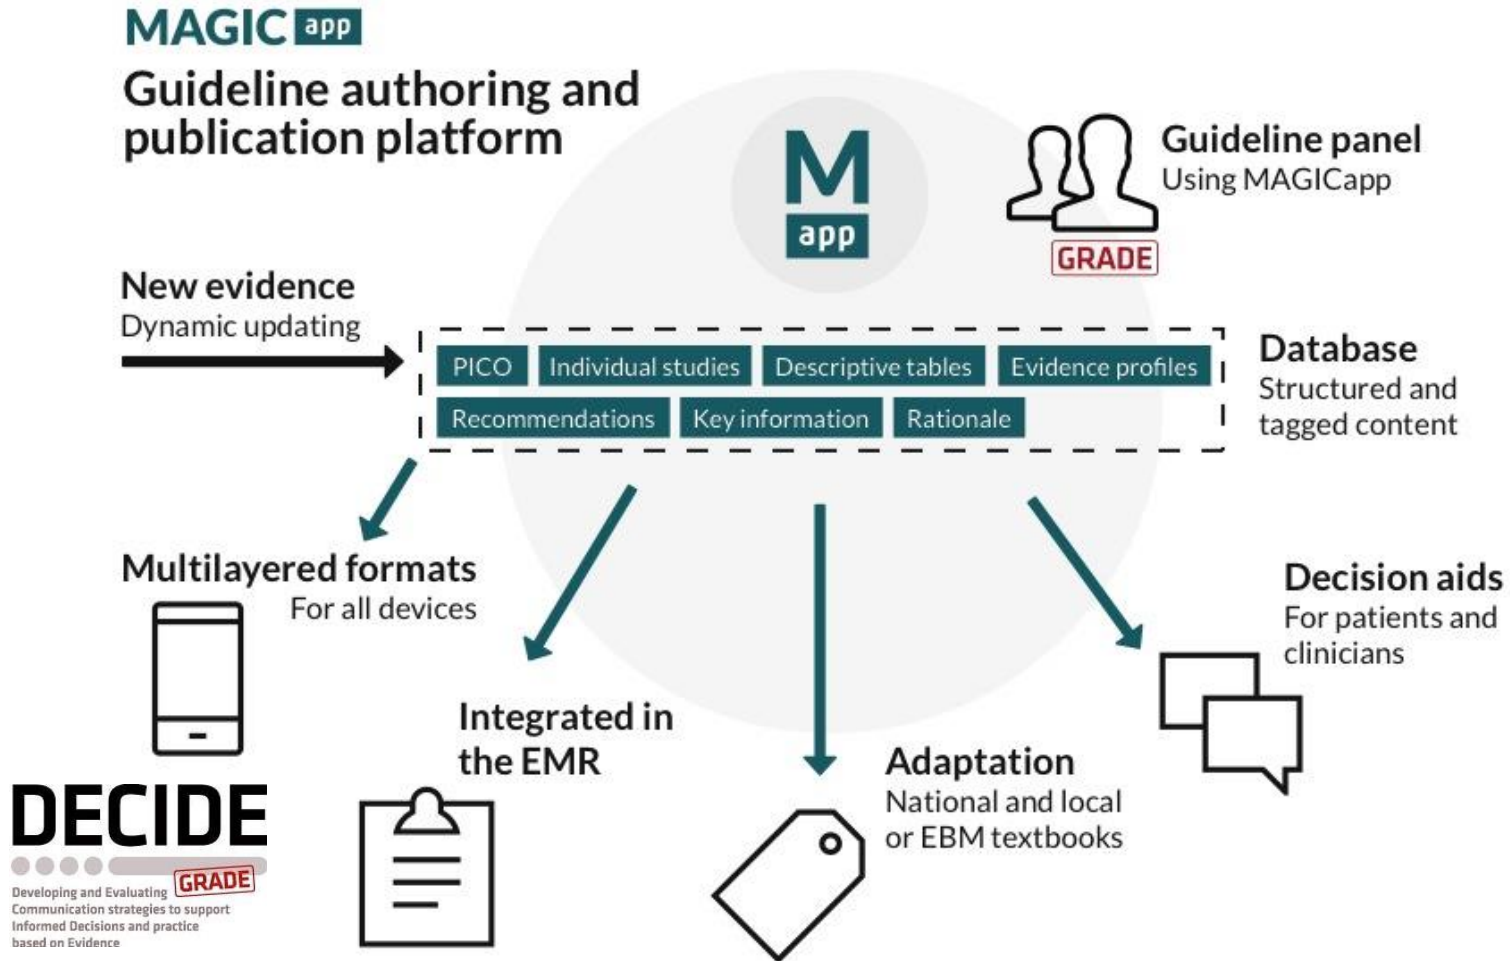 MAGIC app
Guideline authoring and
publication platform
M
app
Guideline panel
Using MAGICapp
GRADE
New evidence
Dynamic updating
PICO
Individual studies
Descriptive tables
Evidence profiles
Recommendations
Key information
Rationale
Database
Structured and
tagged content
Multilayered formats
For all devices
Integrated in
the EMR
Adaptation
National and local
or EBM textbooks
Decision aids
For patients and
clinicians
DECIDE
GRADE
Developing and Evaluating
Communication strategies to support
Informed Decisions and practice
based on Evidence